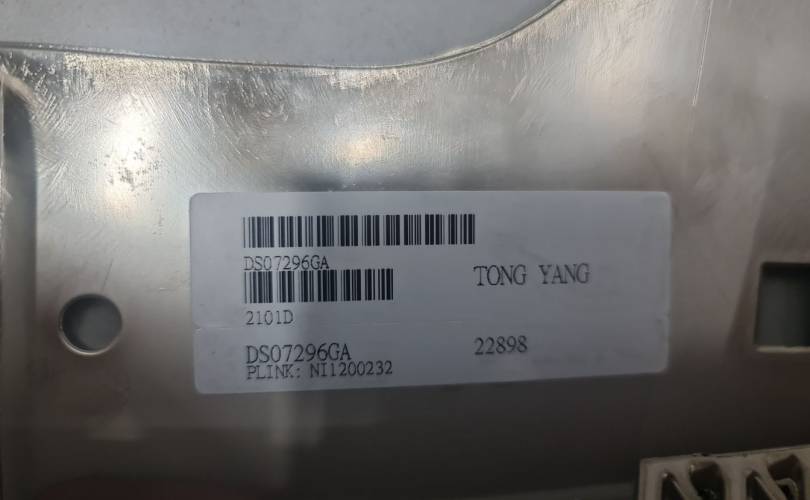 DS07296GA
TONG YANG
2101D
DS07296GA
22898
PLINK: NI1200232